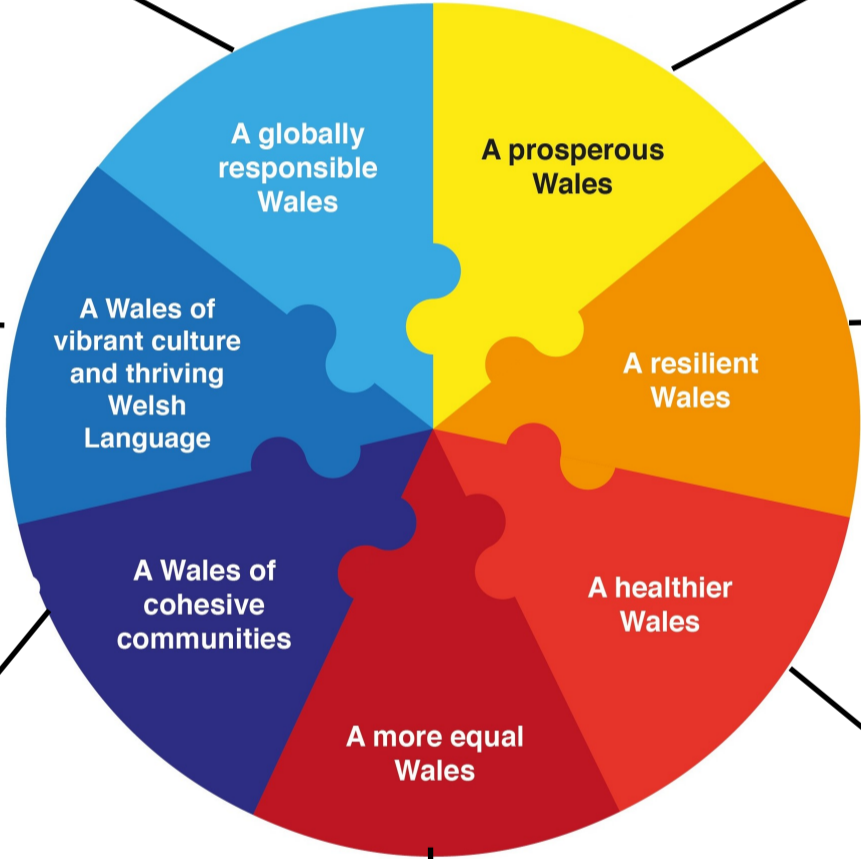 A globally
responsible
Wales
A prosperous
Wales
A Wales of
vibrant culture
and thriving
Welsh
Language
A resilient
Wales
A Wales of
cohesive
communities
A healthier
Wales
A more equal
Wales